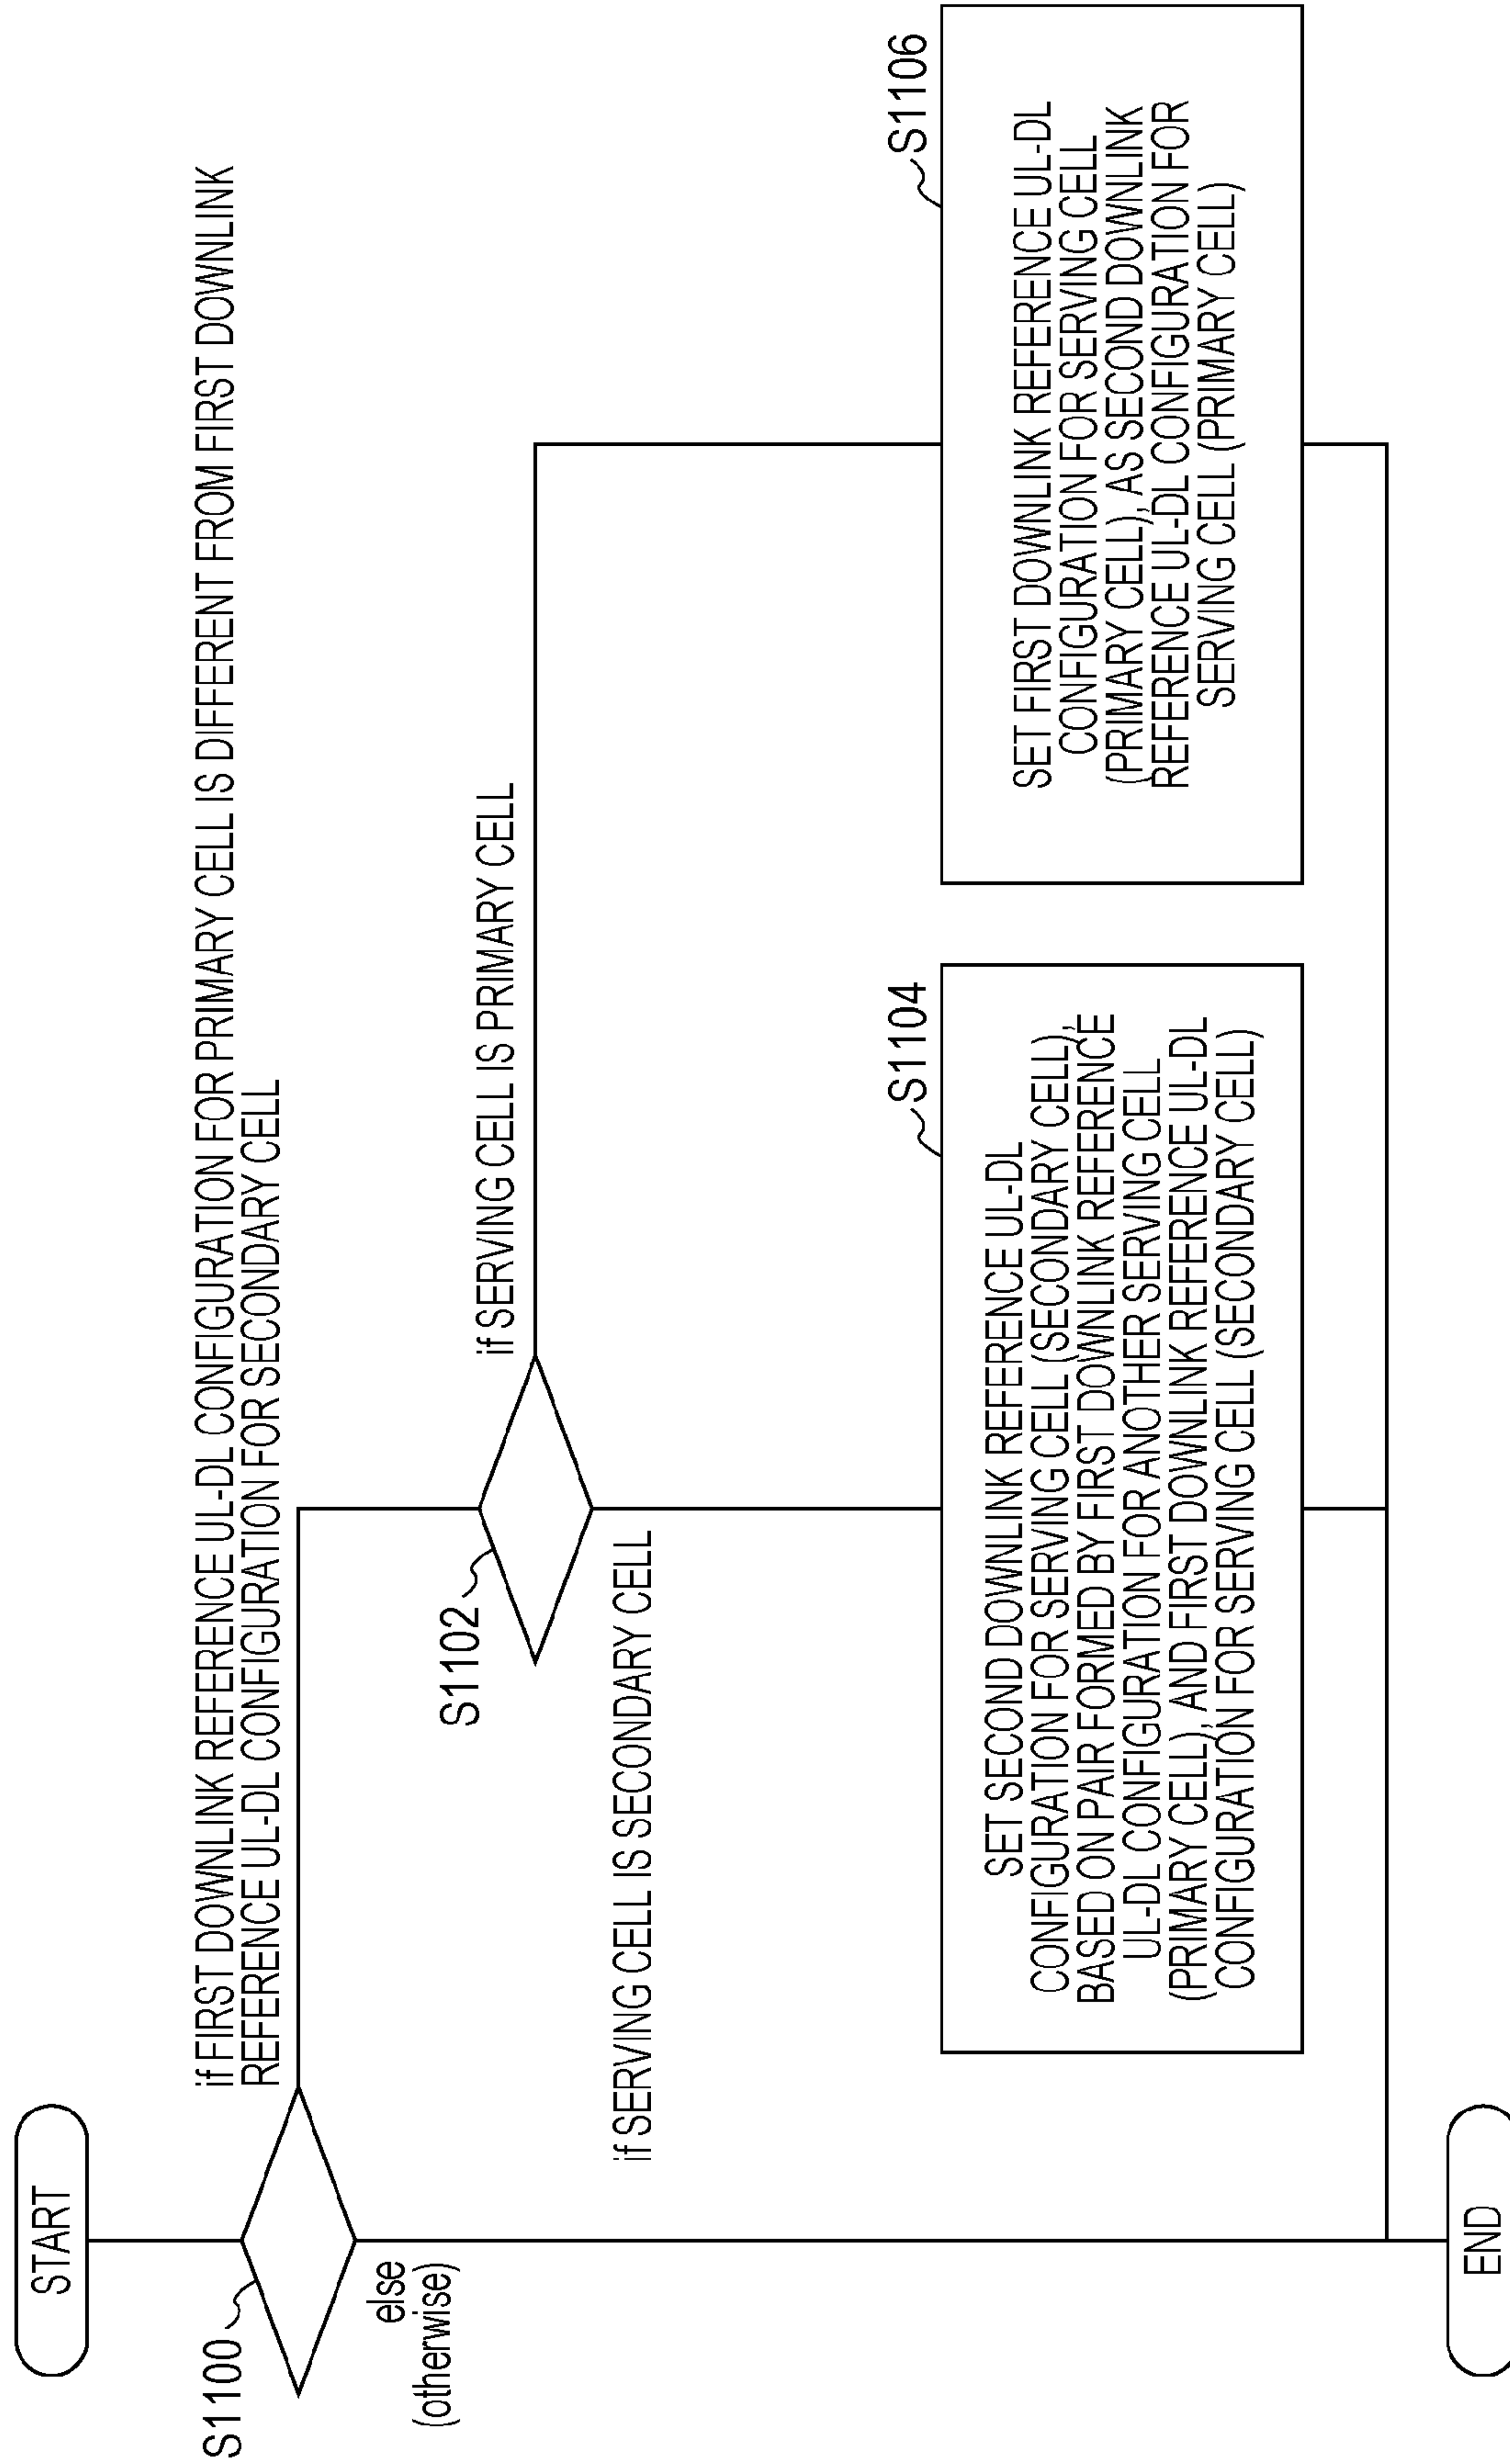 START
S1100
if FIRST DOWNLINK REFERENCE UL-DL CONFIGURATION FOR PRIMARY CELL IS DIFFERENT FROM FIRST DOWNLINK
REFERENCE UL-DL CONFIGURATION FOR SECONDARY CELL
else
(otherwise)
S1102
if SERVING CELL IS PRIMARY CELL
if SERVING CELL IS SECONDARY CELL
S1104
SET SECOND DOWNLINK REFERENCE UL-DL
CONFIGURATION FOR SERVING CELL (SECONDARY CELL),
BASED ON PAIR FORMED BY FIRST DOWNLINK REFERENCE
UL-DL CONFIGURATION FOR ANOTHER SERVING CELL
(PRIMARY CELL), AND FIRST DOWNLINK REFERENCE UL-DL
CONFIGURATION FOR SERVING CELL (SECONDARY CELL)
S1106
SET FIRST DOWNLINK REFERENCE UL-DL
CONFIGURATION FOR SERVING CELL
(PRIMARY CELL), AS SECOND DOWNLINK
REFERENCE UL-DL CONFIGURATION FOR
SERVING CELL (PRIMARY CELL)
END